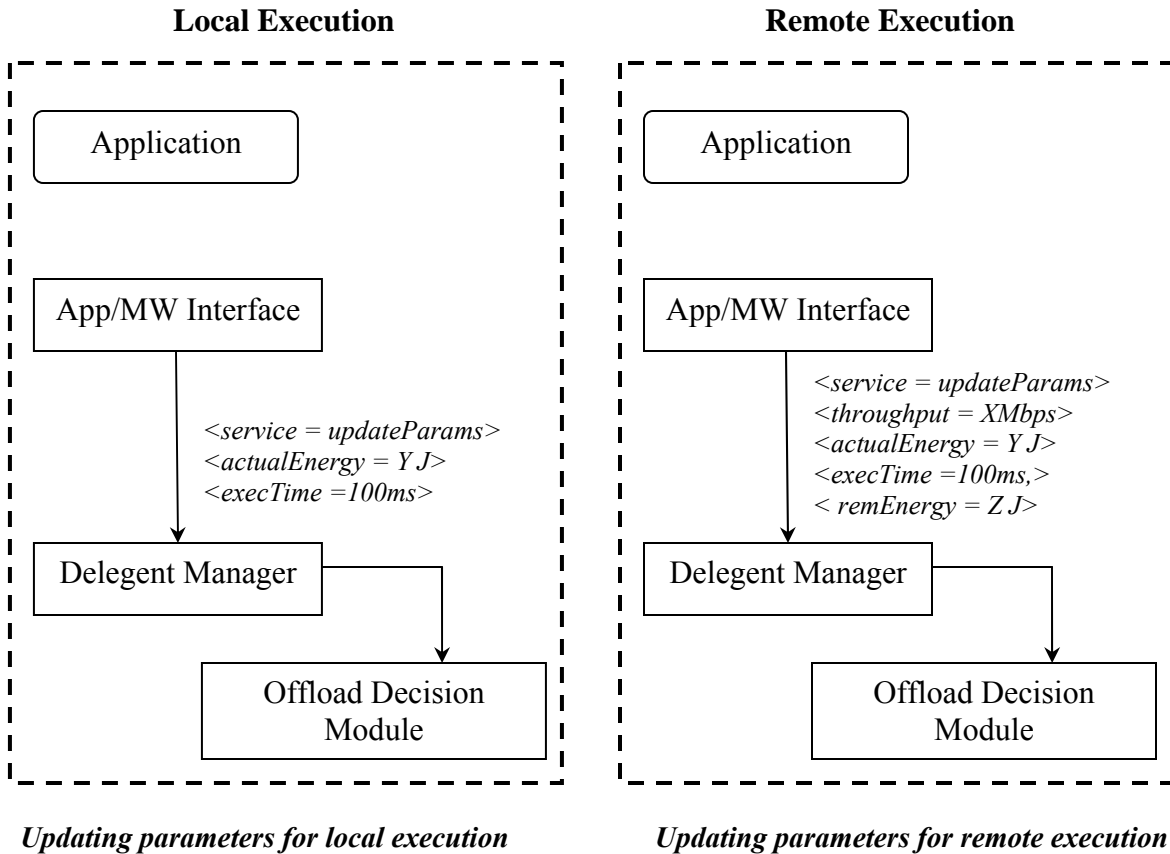 Local Execution
Remote Execution
Application
App/MW Interface
<service = updateParams>
<actualEnergy = Y J>
<execTime =100ms>
Delegent Manager
Offload Decision
Module
Application
App/MW Interface
<service = updateParams>
<throughput = XMbps>
<actualEnergy = Y J>
<execTime =100ms,>
< remEnergy = Z J>
Delegent Manager
Offload Decision
Module
Updating parameters for local execution
Updating parameters for remote execution